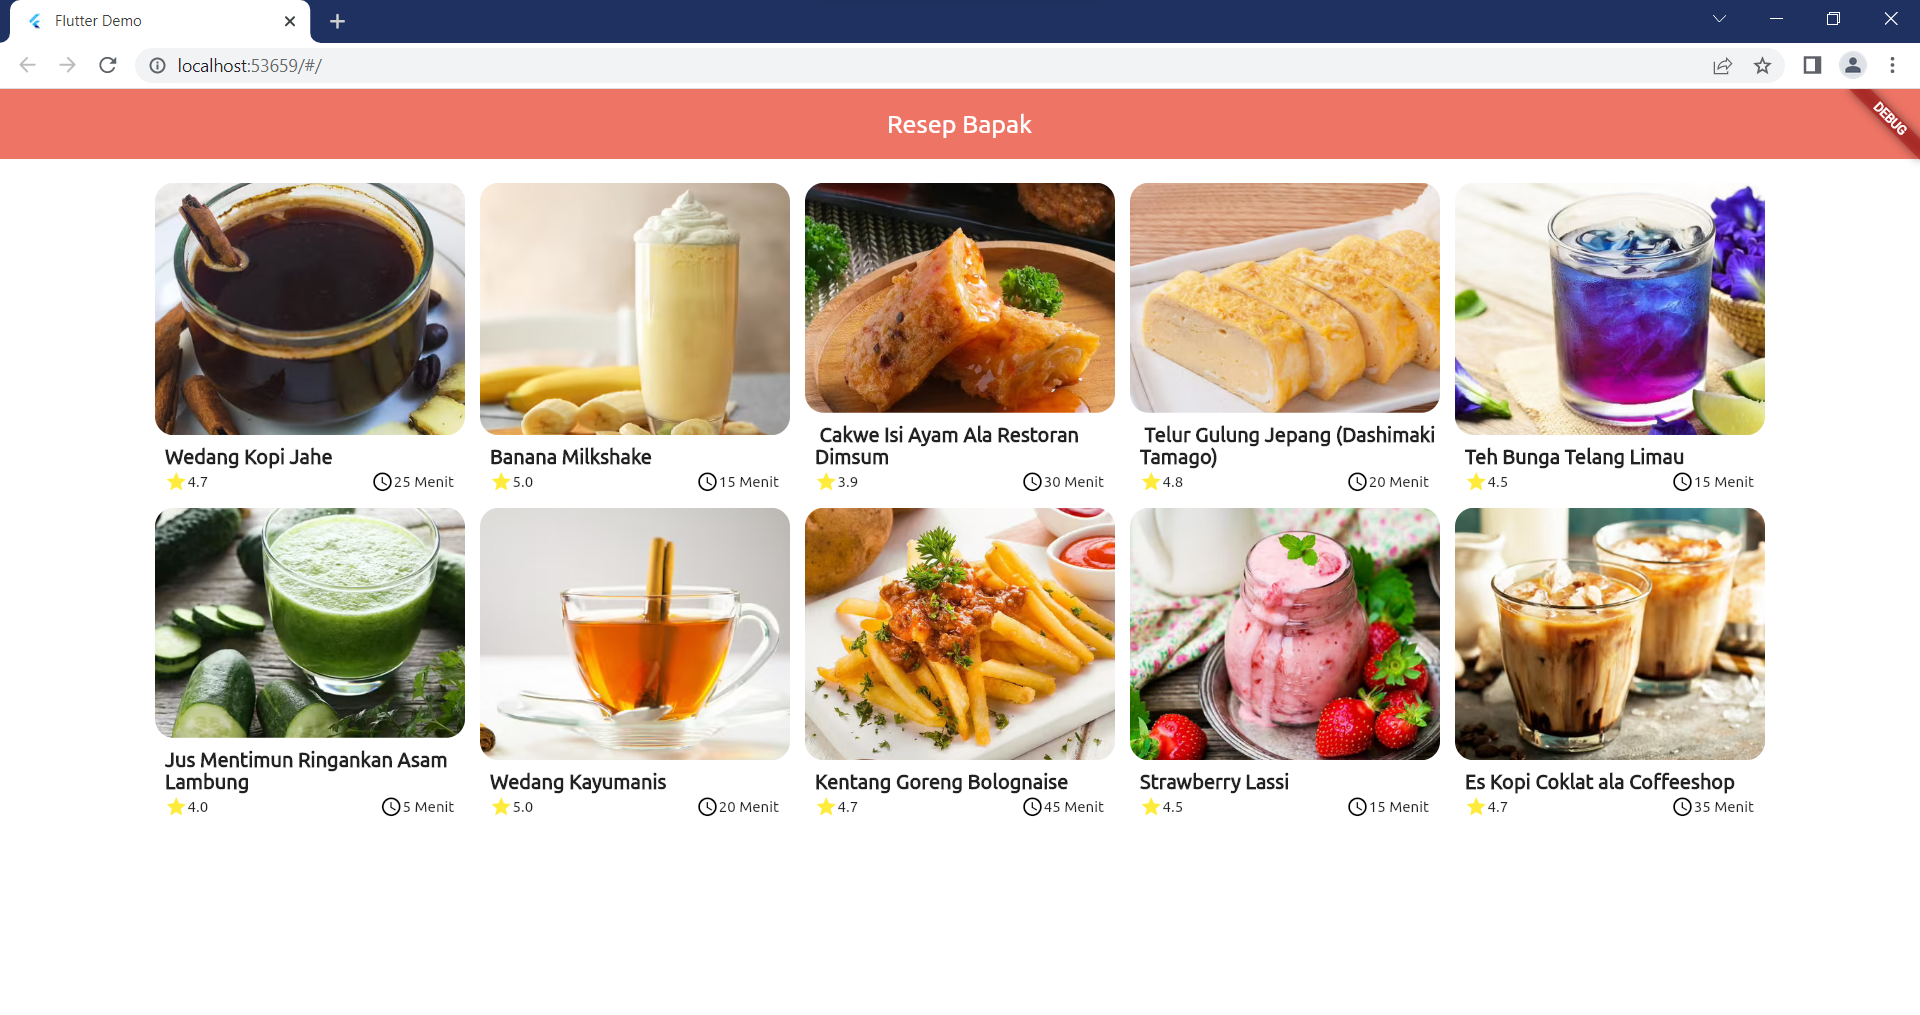 Flutter Demo
localhost:53659/#/
Resep Bapak
DEBUG
Wedang Kopi Jahe
4.7 25 Menit
Banana Milkshake
5.0 15 Menit
Cakwe Isi Ayam Ala Restoran
Dimsum
3.9 30 Menit
Telur Gulung Jepang (Dashimaki
Tamago)
4.8 20 Menit
Teh Bunga Telang Limau
4.5 15 Menit
Jus Mentimun Ringankan Asam
Lambung
4.0 5 Menit
Wedang Kayumanis
5.0 20 Menit
Kentang Goreng Bolognaise
4.7 45 Menit
Strawberry Lassi
4.5 15 Menit
Es Kopi Coklat ala Coffeeshop
4.7 35 Menit